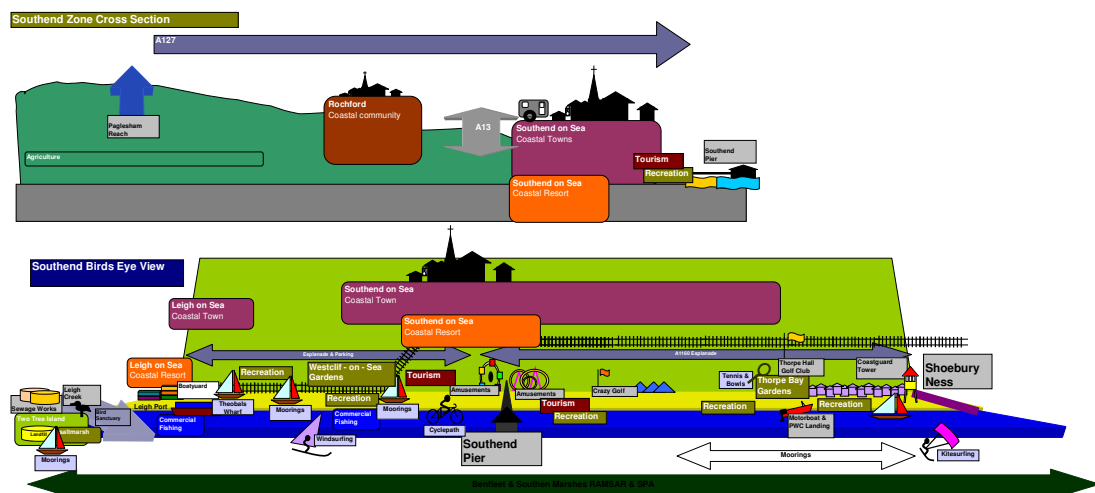 Southend Zone Cross Section
A127
Paglesham
Reach
Rochford
Coastal community
A13
Southend on Sea
Coastal Towns
Southend
Pier
Tourism
Recreation
Agriculture
Southend on Sea
Coastal Resort
Southend Birds Eye View
Southend on Sea
Coastal Town
Leigh on Sea
Coastal Town
Southend on Sea
Coastal Resort
Esplanade & Parking
A1160 Esplanade
Leigh on Sea
Coastal Resort
Recreation
Westclif - on - Sea
Gardens
Tourism
Thorpe Hall
Golf Club
Coastguard
Tower
Shoebury
Ness
Boatyard
Amusements
Amusements
Crazy Golf
Tennis &
Bowls
Thorpe Bay
Gardens
Leigh
Creek
Sewage Works
Bird
Sanctuary
Leigh Port
Theobals
Wharf
Moorings
Recreation
Moorings
Tourism
Recreation
Recreation
Recreation
Two Tree Island
Landfill
Saltmarsh
Commercial
Fishing
Commercial
Fishing
Windsurfing
Cyclepath
Southend
Pier
Motorboat &
PWC Landing
Moorings
Moorings
Kitesurfing
Bentleet & Southen Marshes RAMSAR & SPA